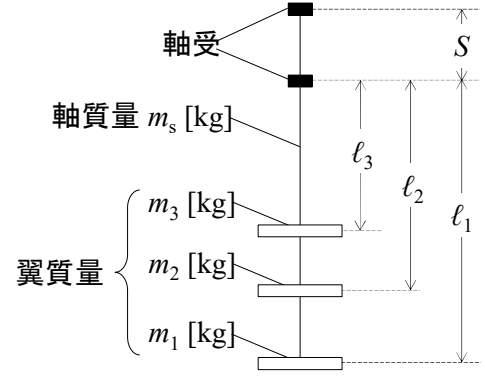 軸受
S
軸質量 mₛ [kg]
ℓ₃
ℓ₂
ℓ₁
m₃ [kg]
翼質量
m₂ [kg]
m₁ [kg]